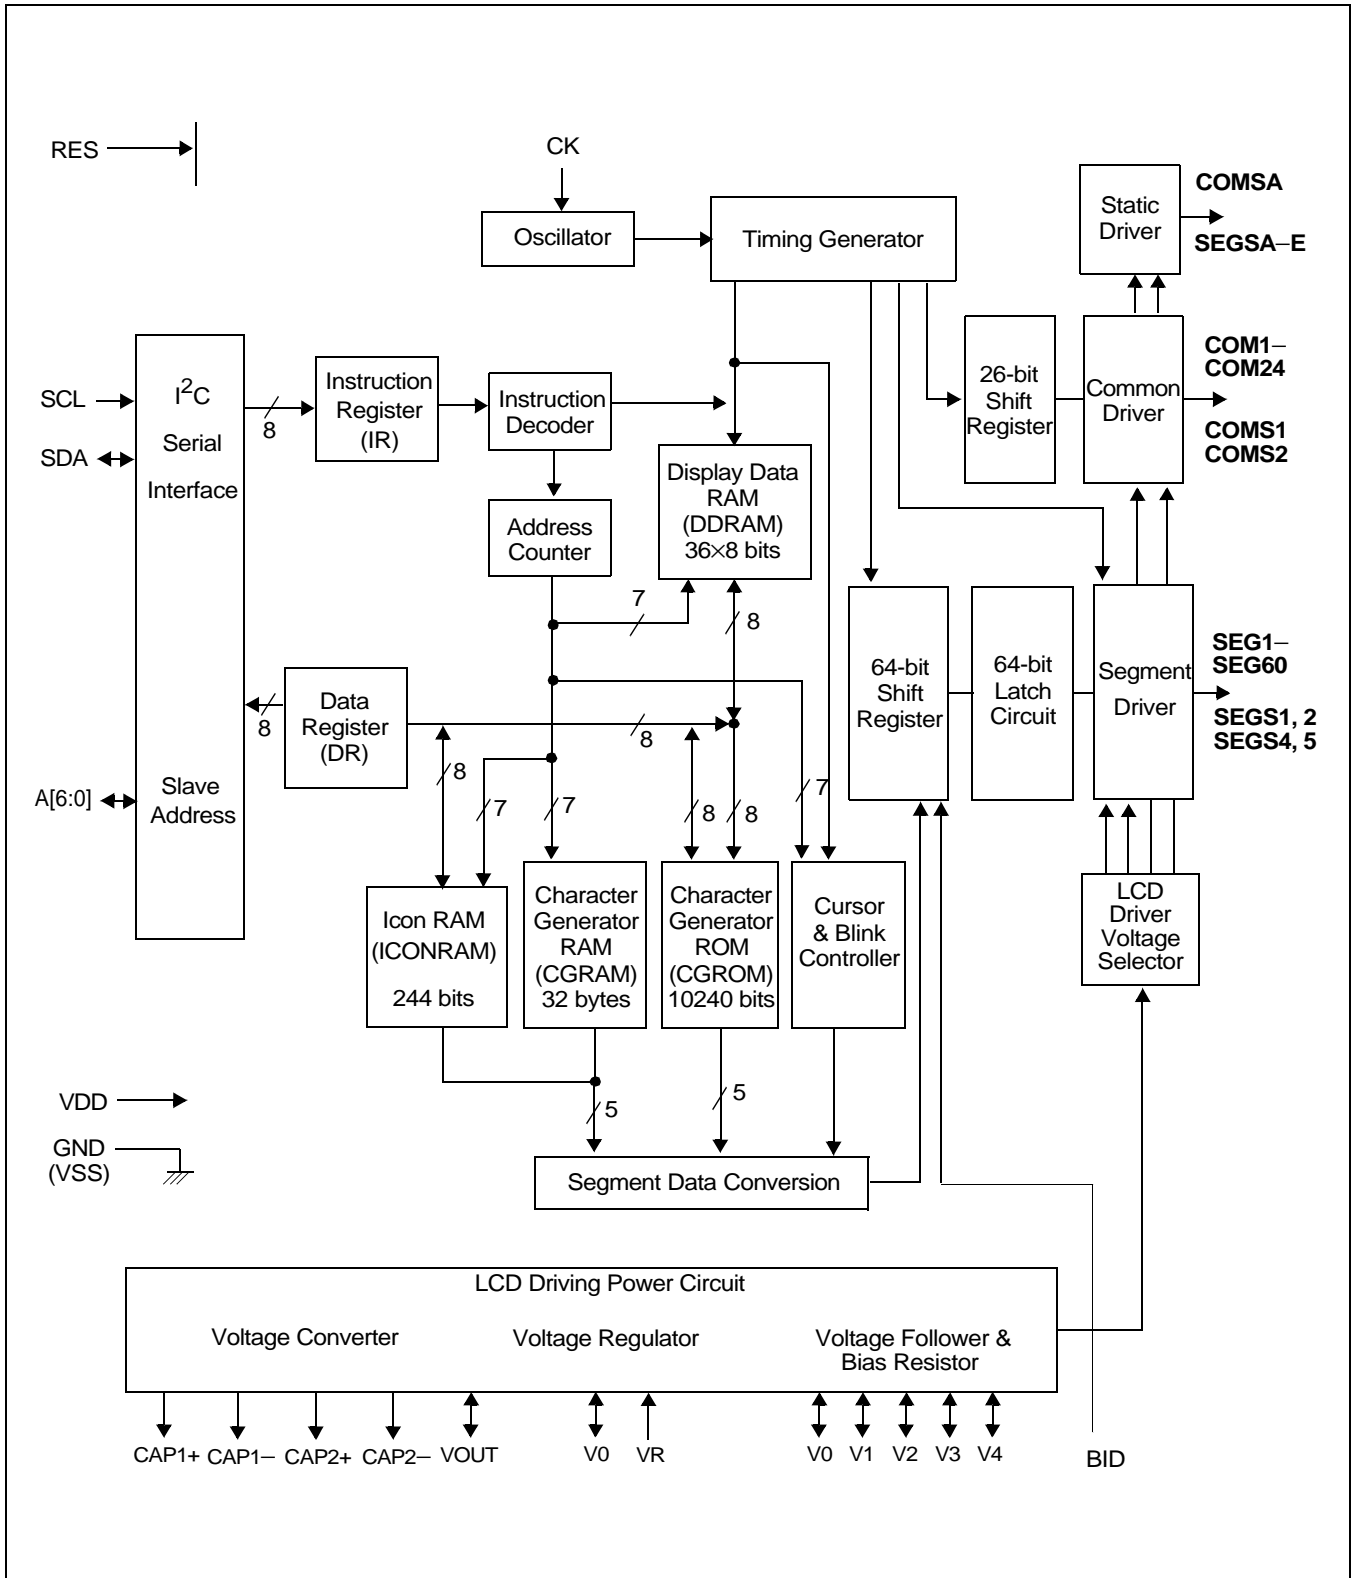 RES
CK
Oscillator
Timing Generator
Static
Driver
COMSA
SEGSA–E
SCL
SDA
A[6:0]
I2C
Serial
Interface
Slave
Address
8
Instruction
Register
(IR)
Instruction
Decoder
Address
Counter
Display Data
RAM
(DDRAM)
36×8 bits
26-bit
Shift
Register
Common
Driver
COM1–
COM24
COMS1
COMS2
7
8
8
Data
Register
(DR)
8
64-bit
Shift
Register
64-bit
Latch
Circuit
Segment
Driver
SEG1–
SEG60
SEGS1, 2
SEGS4, 5
8
7
7
8
8
7
Icon RAM
(ICONRAM)
244 bits
Character
Generator
RAM
(CGRAM)
32 bytes
Character
Generator
ROM
(CGROM)
10240 bits
Cursor
& Blink
Controller
LCD
Driver
Voltage
Selector
5
5
VDD
GND
(VSS)
Segment Data Conversion
LCD Driving Power Circuit
Voltage Converter
Voltage Regulator
Voltage Follower &
Bias Resistor
CAP1+
CAP1–
CAP2+
CAP2–
VOUT
V0
VR
V0
V1
V2
V3
V4
BID